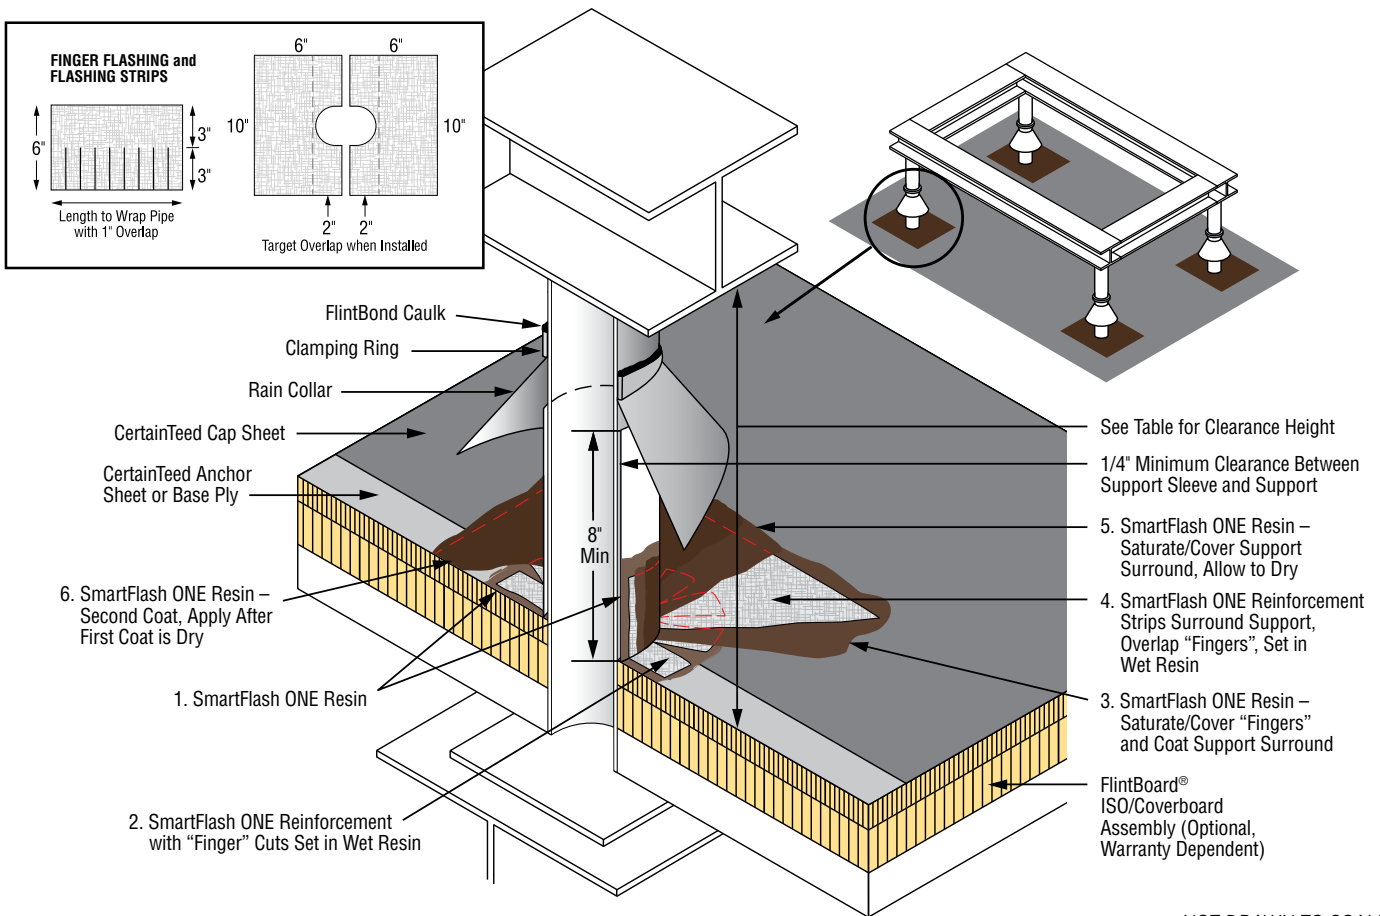 FINGER FLASHING and
FLASHING STRIPS
6"
3"
3"
Length to Wrap Pipe
with 1" Overlap
6"
6"
10"
10"
2"
2"
Target Overlap when Installed
FlintBond Caulk
Clamping Ring
Rain Collar
CertainTeed Cap Sheet
CertainTeed Anchor
Sheet or Base Ply
8"
Min
6. SmartFlash ONE Resin –
Second Coat, Apply After
First Coat is Dry
1. SmartFlash ONE Resin
2. SmartFlash ONE Reinforcement
with “Finger” Cuts Set in Wet Resin
See Table for Clearance Height
1/4" Minimum Clearance Between
Support Sleeve and Support
5. SmartFlash ONE Resin –
Saturate/Cover Support
Surround, Allow to Dry
4. SmartFlash ONE Reinforcement
Strips Surround Support,
Overlap “Fingers”, Set in
Wet Resin
3. SmartFlash ONE Resin –
Saturate/Cover “Fingers”
and Coat Support Surround
FlintBoard®
ISO/Coverboard
Assembly (Optional,
Warranty Dependent)